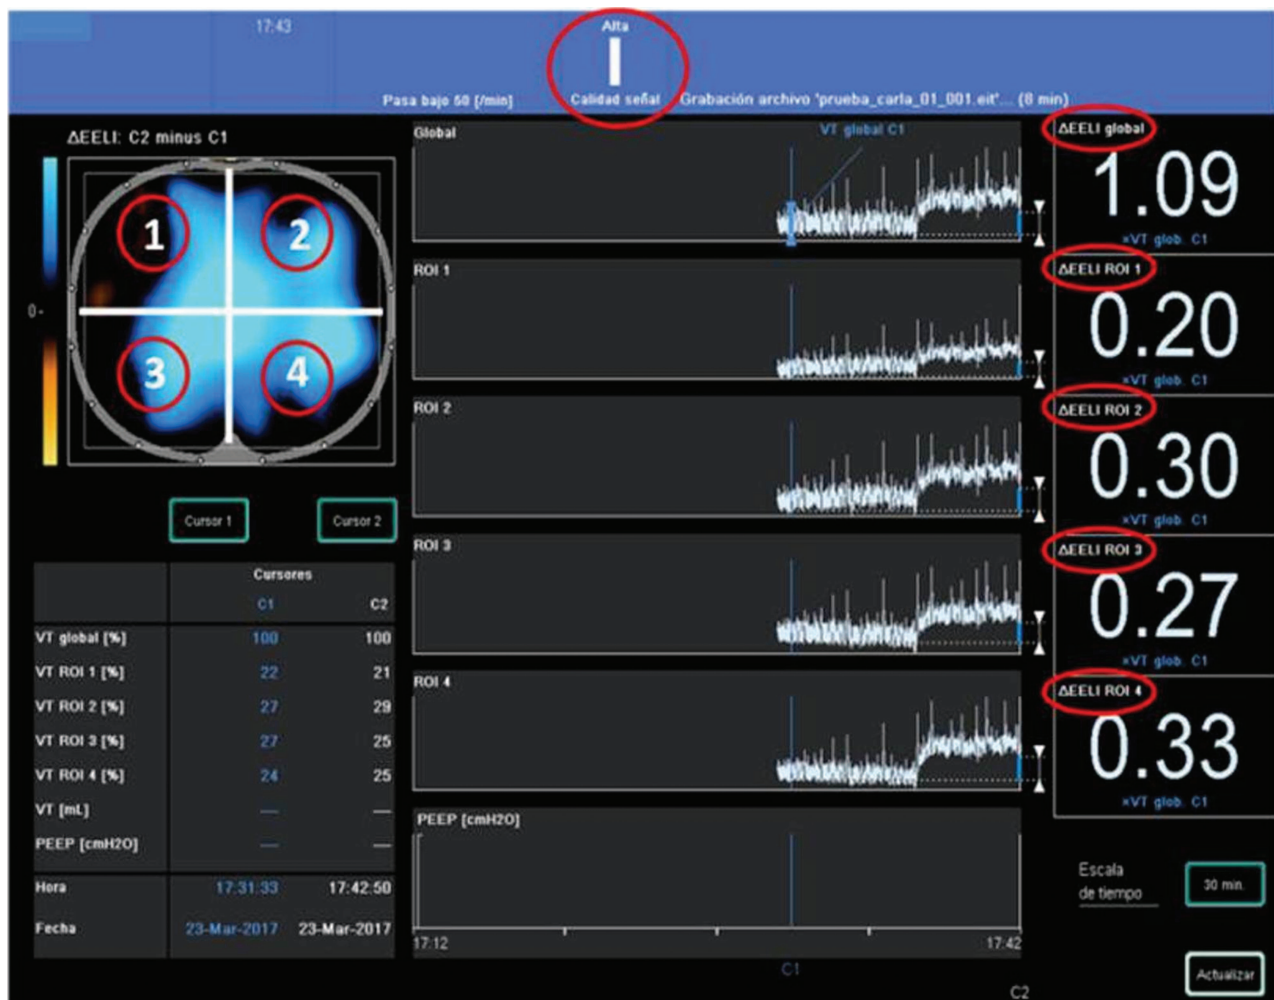 17:43
Alta
Pasa bajo 50 [/min]
Calidad señal
Grabación archivo 'prueba_carla_01_001.eit'... (8 min)
ΔEELI: C2 minus C1
0-
1
2
3
4
Cursor 1
Cursor 2
Cursores
C1
C2
VT global [%] 100 100
VT ROI 1 [%] 22 21
VT ROI 2 [%] 27 29
VT ROI 3 [%] 27 25
VT ROI 4 [%] 24 25
VT [mL] — —
PEEP [cmH2O] — —
Hora 17:31:33 17:42:50
Fecha 23-Mar-2017 23-Mar-2017
Global
VT global C1
ROI 1
ROI 2
ROI 3
ROI 4
PEEP [cmH2O]
17:12
17:42
C1
C2
ΔEELI global
1.09
×VT glob. C1
ΔEELI ROI 1
0.20
×VT glob. C1
ΔEELI ROI 2
0.30
×VT glob. C1
ΔEELI ROI 3
0.27
×VT glob. C1
ΔEELI ROI 4
0.33
×VT glob. C1
Escala
de tiempo
30 min.
Actualizar